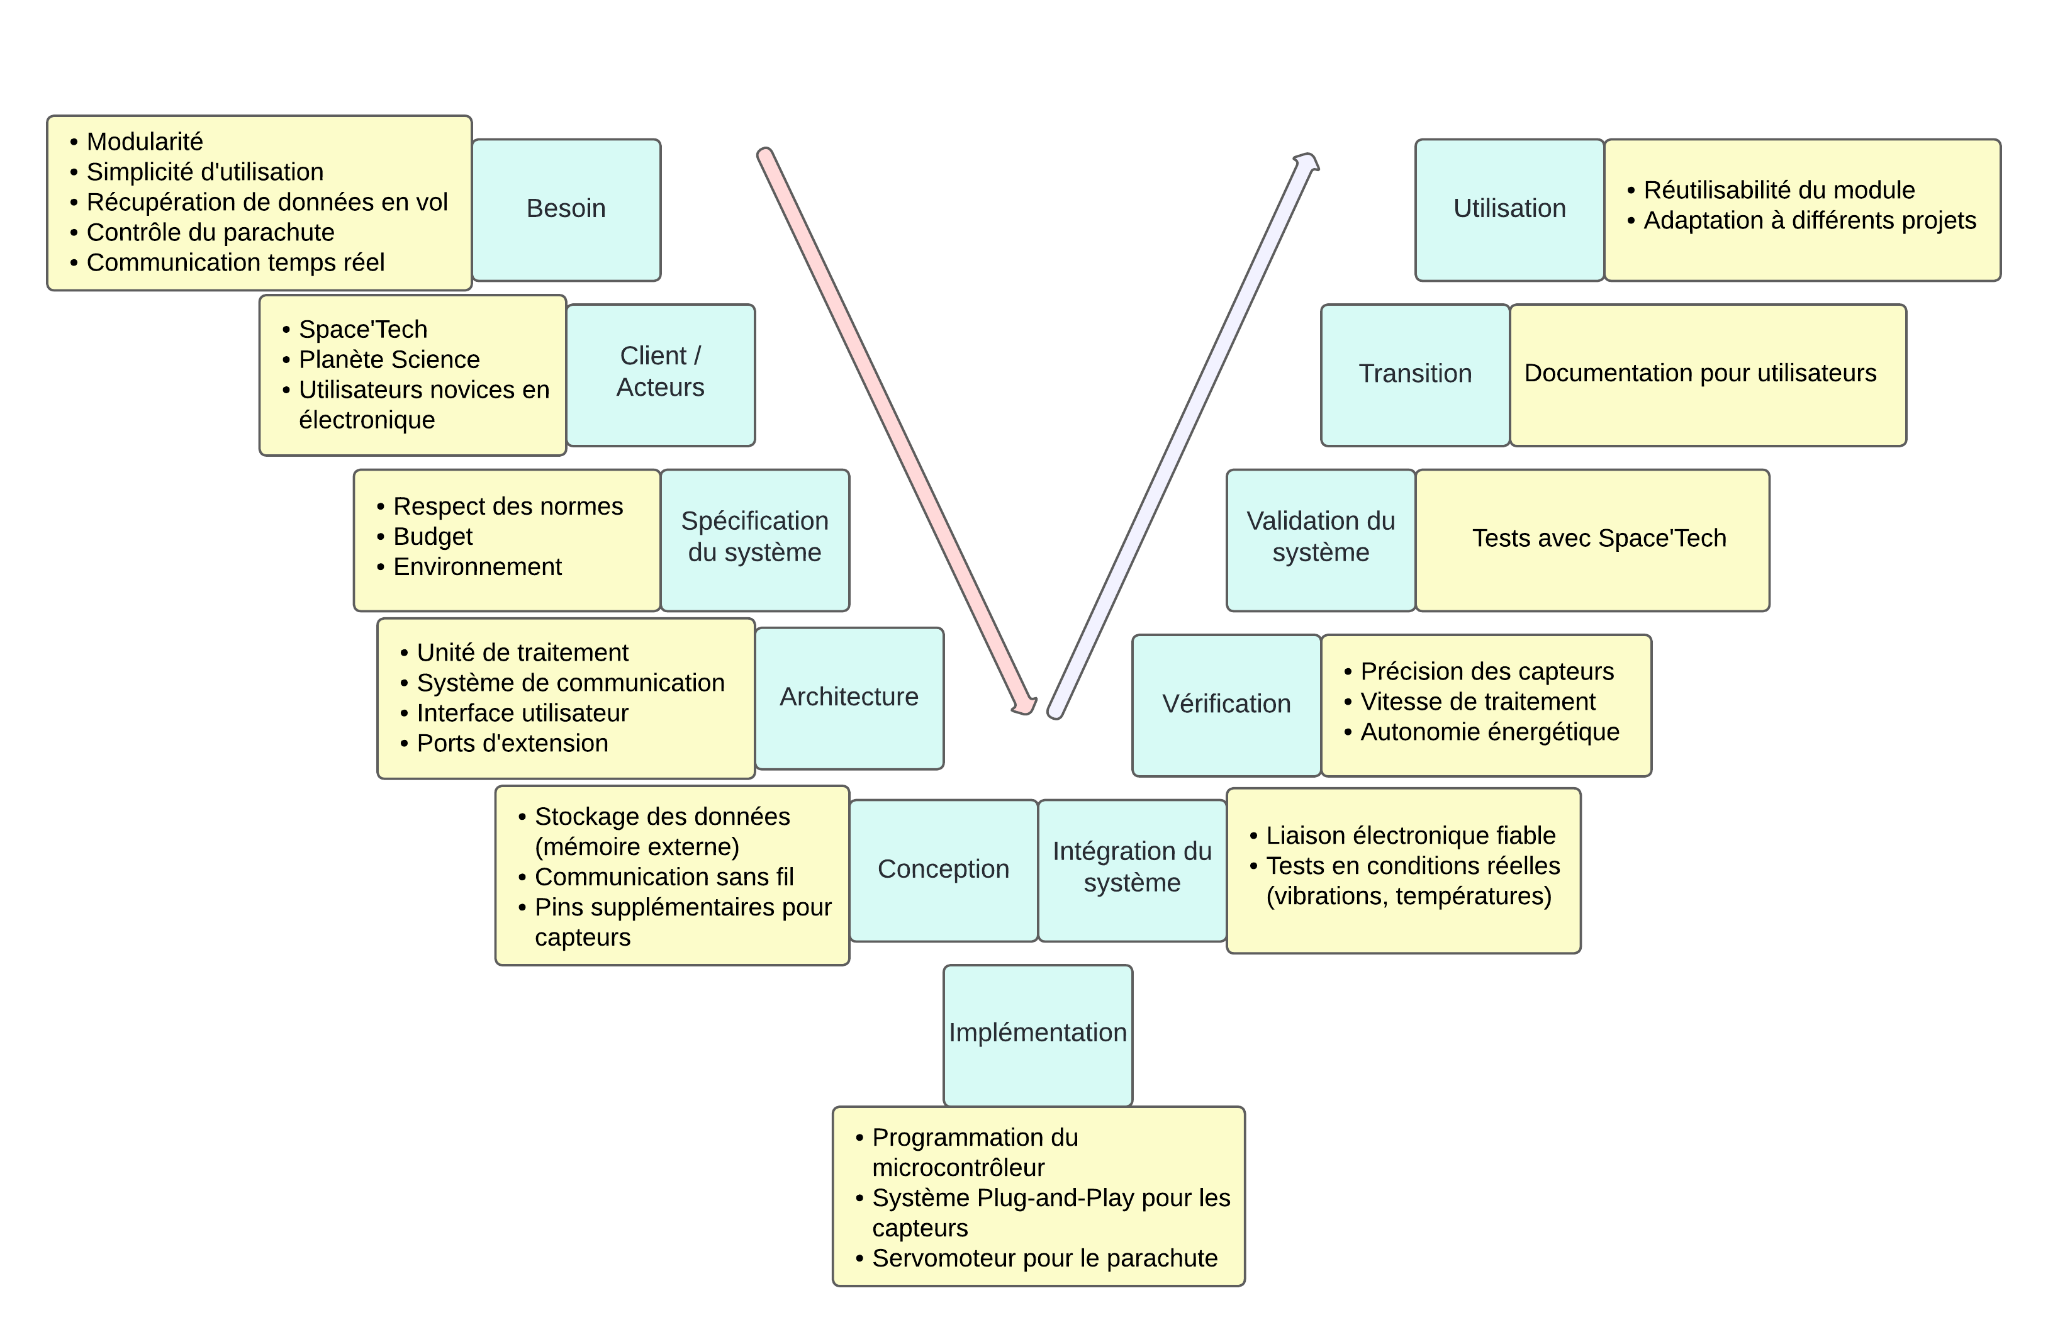 • Modularité
• Simplicité d'utilisation
• Récupération de données en vol
• Contrôle du parachute
• Communication temps réel
Besoin
• Space'Tech
• Planète Science
• Utilisateurs novices en
électronique
Client /
Acteurs
• Respect des normes
• Budget
• Environnement
Spécification
du système
• Unité de traitement
• Système de communication
• Interface utilisateur
• Ports d'extension
Architecture
• Stockage des données
(mémoire externe)
• Communication sans fil
• Pins supplémentaires pour
capteurs
Conception
Implémentation
• Programmation du
microcontrôleur
• Système Plug-and-Play pour les
capteurs
• Servomoteur pour le parachute
Intégration du
système
• Liaison électronique fiable
• Tests en conditions réelles
(vibrations, températures)
Vérification
• Précision des capteurs
• Vitesse de traitement
• Autonomie énergétique
Validation du
système
Tests avec Space'Tech
Transition
Documentation pour utilisateurs
Utilisation
• Réutilisabilité du module
• Adaptation à différents projets